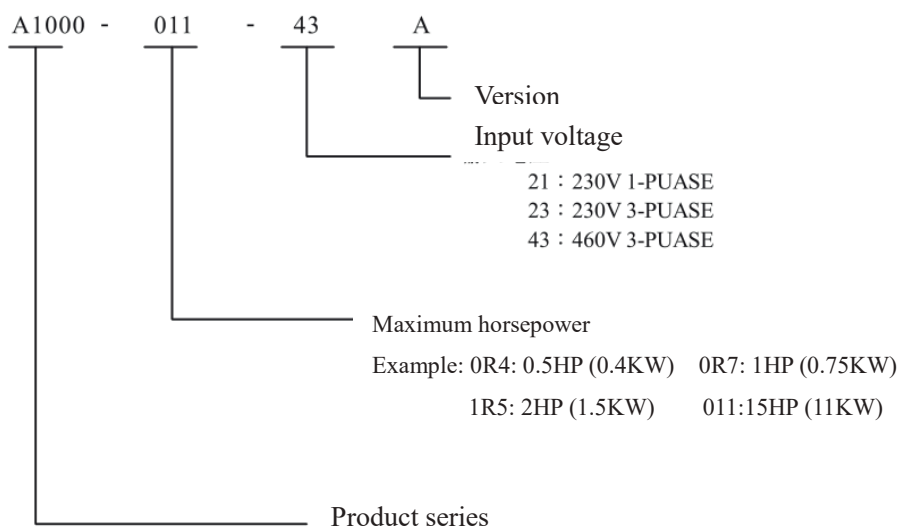 A1000 - 011 - 43 A
Version
Input voltage
21：230V 1-PUASE
23：230V 3-PUASE
43：460V 3-PUASE
Maximum horsepower
Example: 0R4: 0.5HP (0.4KW) 0R7: 1HP (0.75KW)
1R5: 2HP (1.5KW) 011:15HP (11KW)
Product series